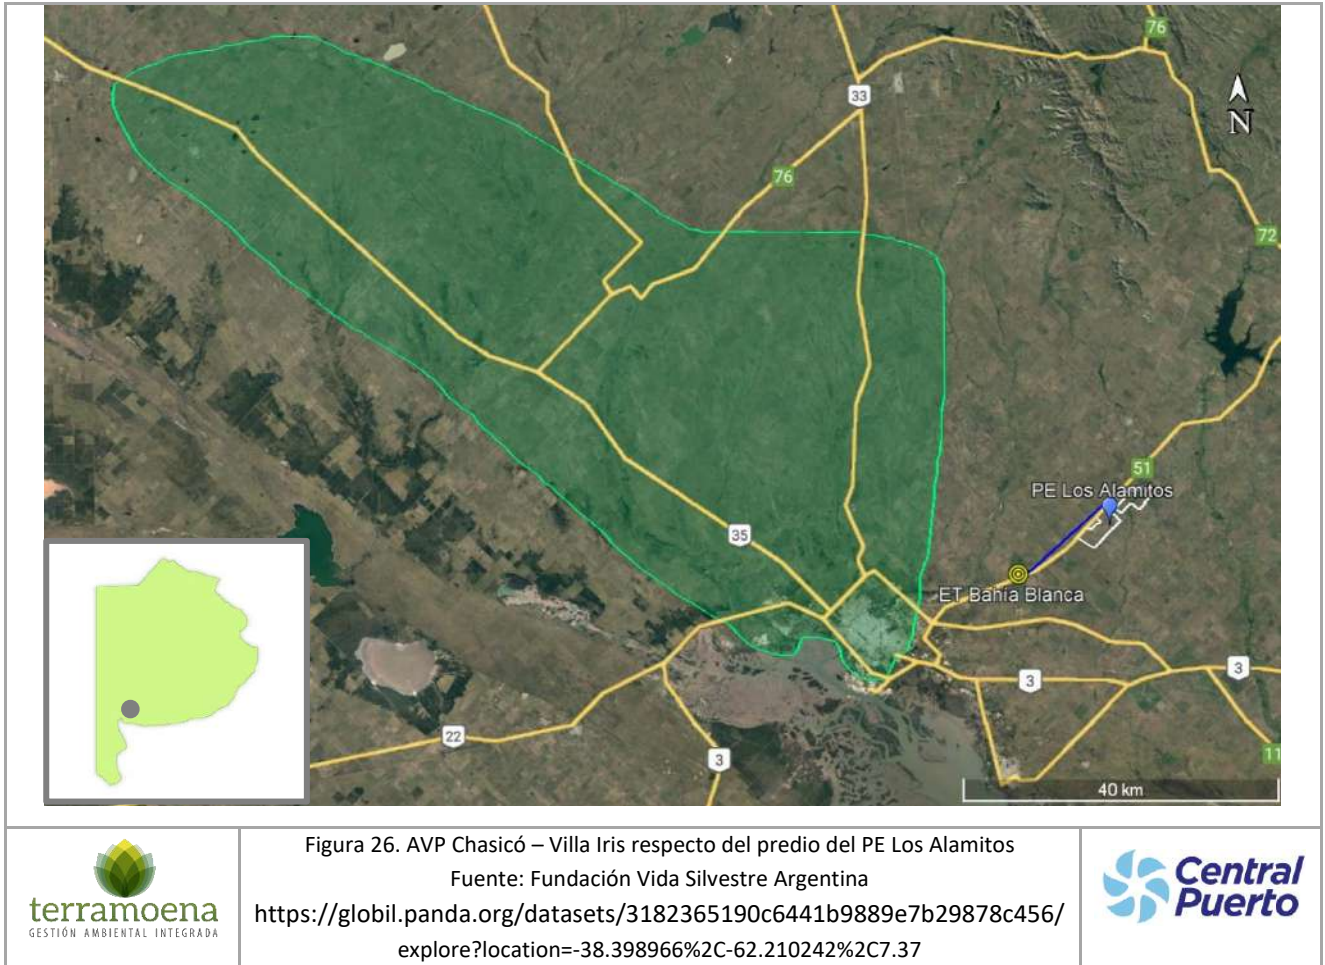 76
33
N
76
72
51
PE Los Alamitos
35
ET Bahía Blanca
3
3
22
3
11
40 km
terramoena
GESTIÓN AMBIENTAL INTEGRADA
Figura 26. AVP Chasicó – Villa Iris respecto del predio del PE Los Alamitos
Fuente: Fundación Vida Silvestre Argentina
https://globil.panda.org/datasets/3182365190c6441b9889e7b29878c456/
explore?location=-38.398966%2C-62.210242%2C7.37
Central
Puerto